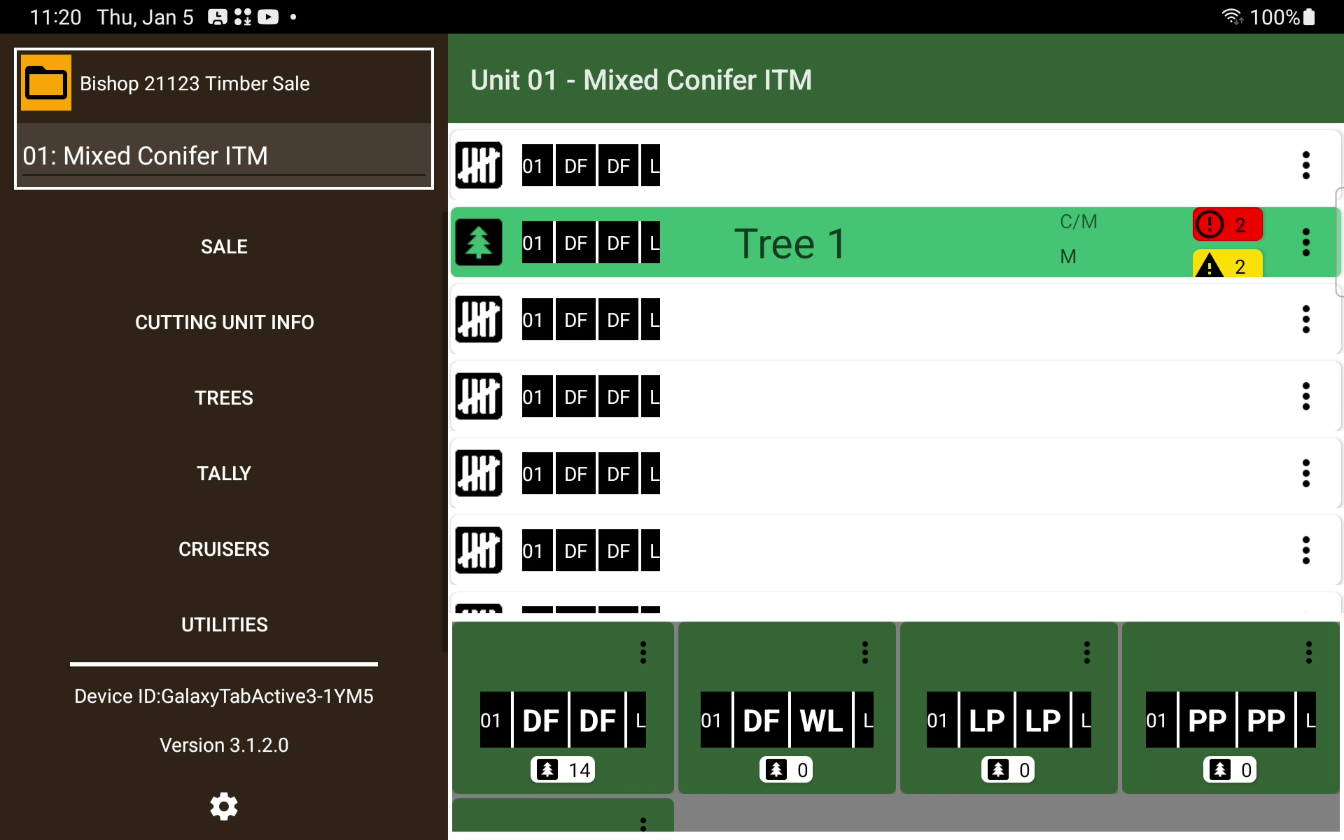 11:20 Thu, Jan 5 100%
Bishop 21123 Timber Sale
01: Mixed Conifer ITM
SALE
CUTTING UNIT INFO
TREES
TALLY
CRUISERS
UTILITIES
Device ID:GalaxyTabActive3-1YM5
Version 3.1.2.0
Unit 01 - Mixed Conifer ITM
01 DF DF L
01 DF DF L Tree 1 C/M M 2 2
01 DF DF L
01 DF DF L
01 DF DF L
01 DF DF L
01 DF DF L
14
01 DF WL L
0
01 LP LP L
0
01 PP PP L
0